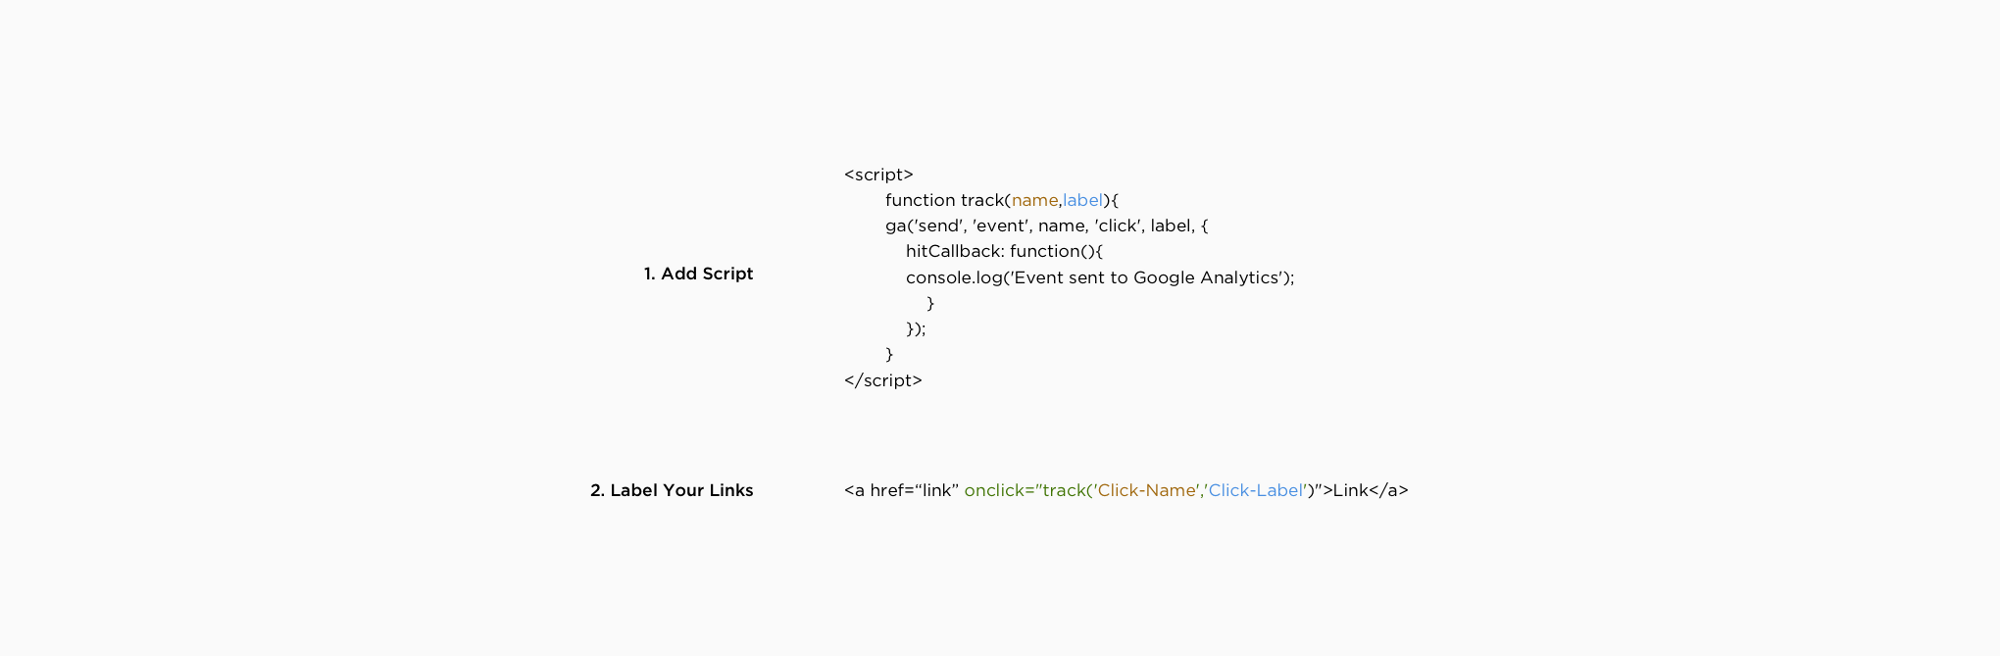 1. Add Script
<script>
function track(name,label){
ga('send', 'event', name, 'click', label, {
hitCallback: function(){
console.log('Event sent to Google Analytics');
}
});
}
</script>
2. Label Your Links
<a href=“link” onclick="track('Click-Name','Click-Label')">Link</a>